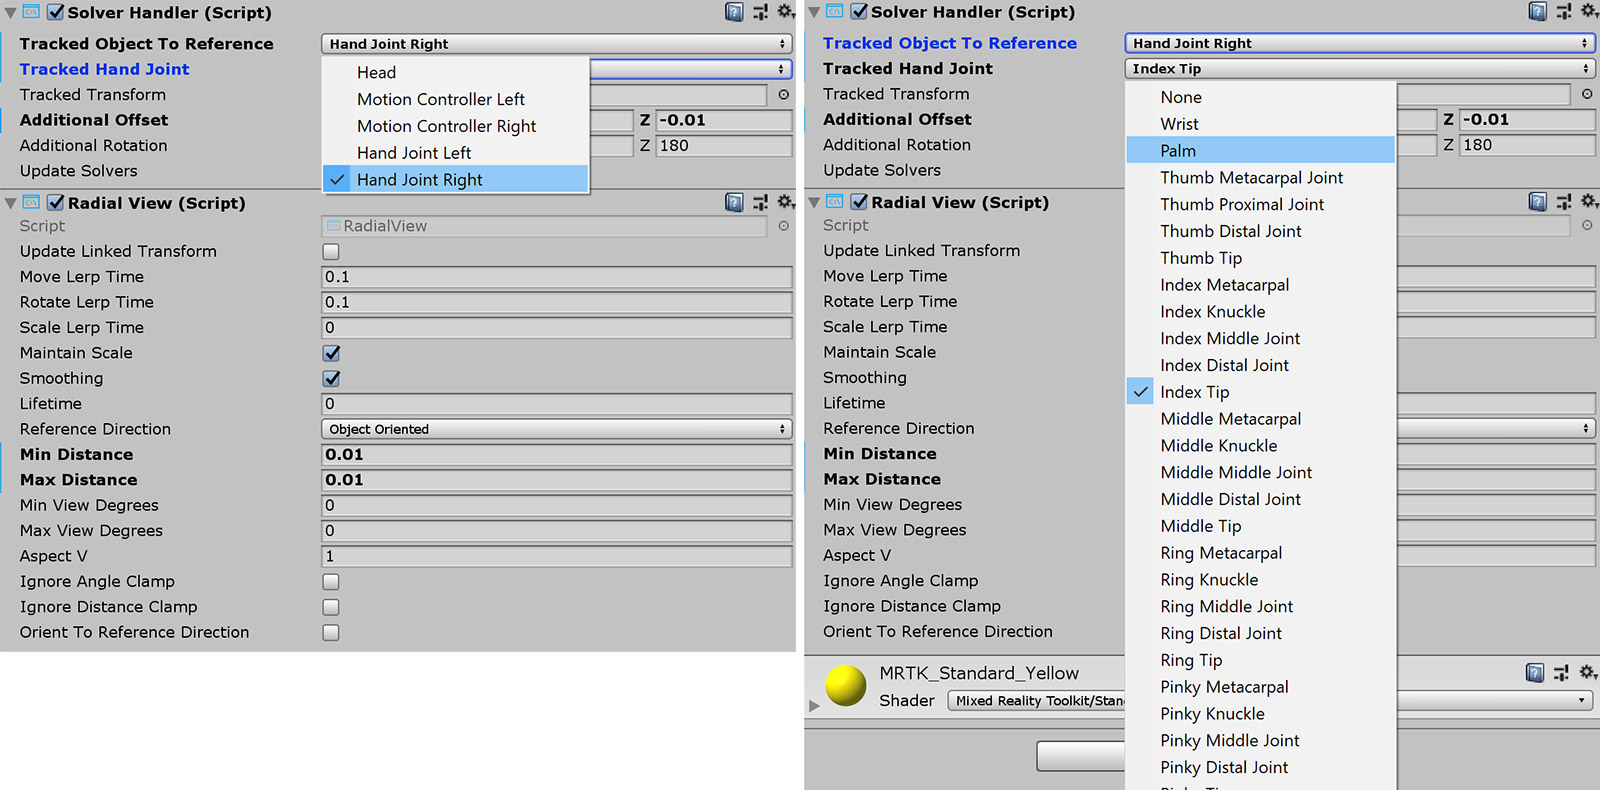 Solver Handler (Script)
Tracked Object To Reference Hand Joint Right
Tracked Hand Joint
Head
Tracked Transform
Motion Controller Left
Additional Offset Z -0.01
Motion Controller Right
Additional Rotation Z 180
Hand Joint Left
Update Solvers
Hand Joint Right
Radial View (Script)
Script RadialView
Update Linked Transform
Move Lerp Time 0.1
Rotate Lerp Time 0.1
Scale Lerp Time 0
Maintain Scale
Smoothing
Lifetime 0
Reference Direction Object Oriented
Min Distance 0.01
Max Distance 0.01
Min View Degrees 0
Max View Degrees 0
Aspect V 1
Ignore Angle Clamp
Ignore Distance Clamp
Orient To Reference Direction
Solver Handler (Script)
Tracked Object To Reference Hand Joint Right
Tracked Hand Joint Index Tip
Tracked Transform
Additional Offset Z -0.01
Additional Rotation Z 180
Update Solvers
Radial View (Script)
Script
Update Linked Transform
Move Lerp Time
Rotate Lerp Time
Scale Lerp Time
Maintain Scale
Smoothing
Lifetime
Reference Direction
Min Distance
Max Distance
Min View Degrees
Max View Degrees
Aspect V
Ignore Angle Clamp
Ignore Distance Clamp
Orient To Reference Direction
MRTK_Standard_Yellow
Shader Mixed Reality Toolkit/Stan
None
Wrist
Palm
Thumb Metacarpal Joint
Thumb Proximal Joint
Thumb Distal Joint
Thumb Tip
Index Metacarpal
Index Knuckle
Index Middle Joint
Index Distal Joint
Index Tip
Middle Metacarpal
Middle Knuckle
Middle Middle Joint
Middle Distal Joint
Middle Tip
Ring Metacarpal
Ring Knuckle
Ring Middle Joint
Ring Distal Joint
Ring Tip
Pinky Metacarpal
Pinky Knuckle
Pinky Middle Joint
Pinky Distal Joint